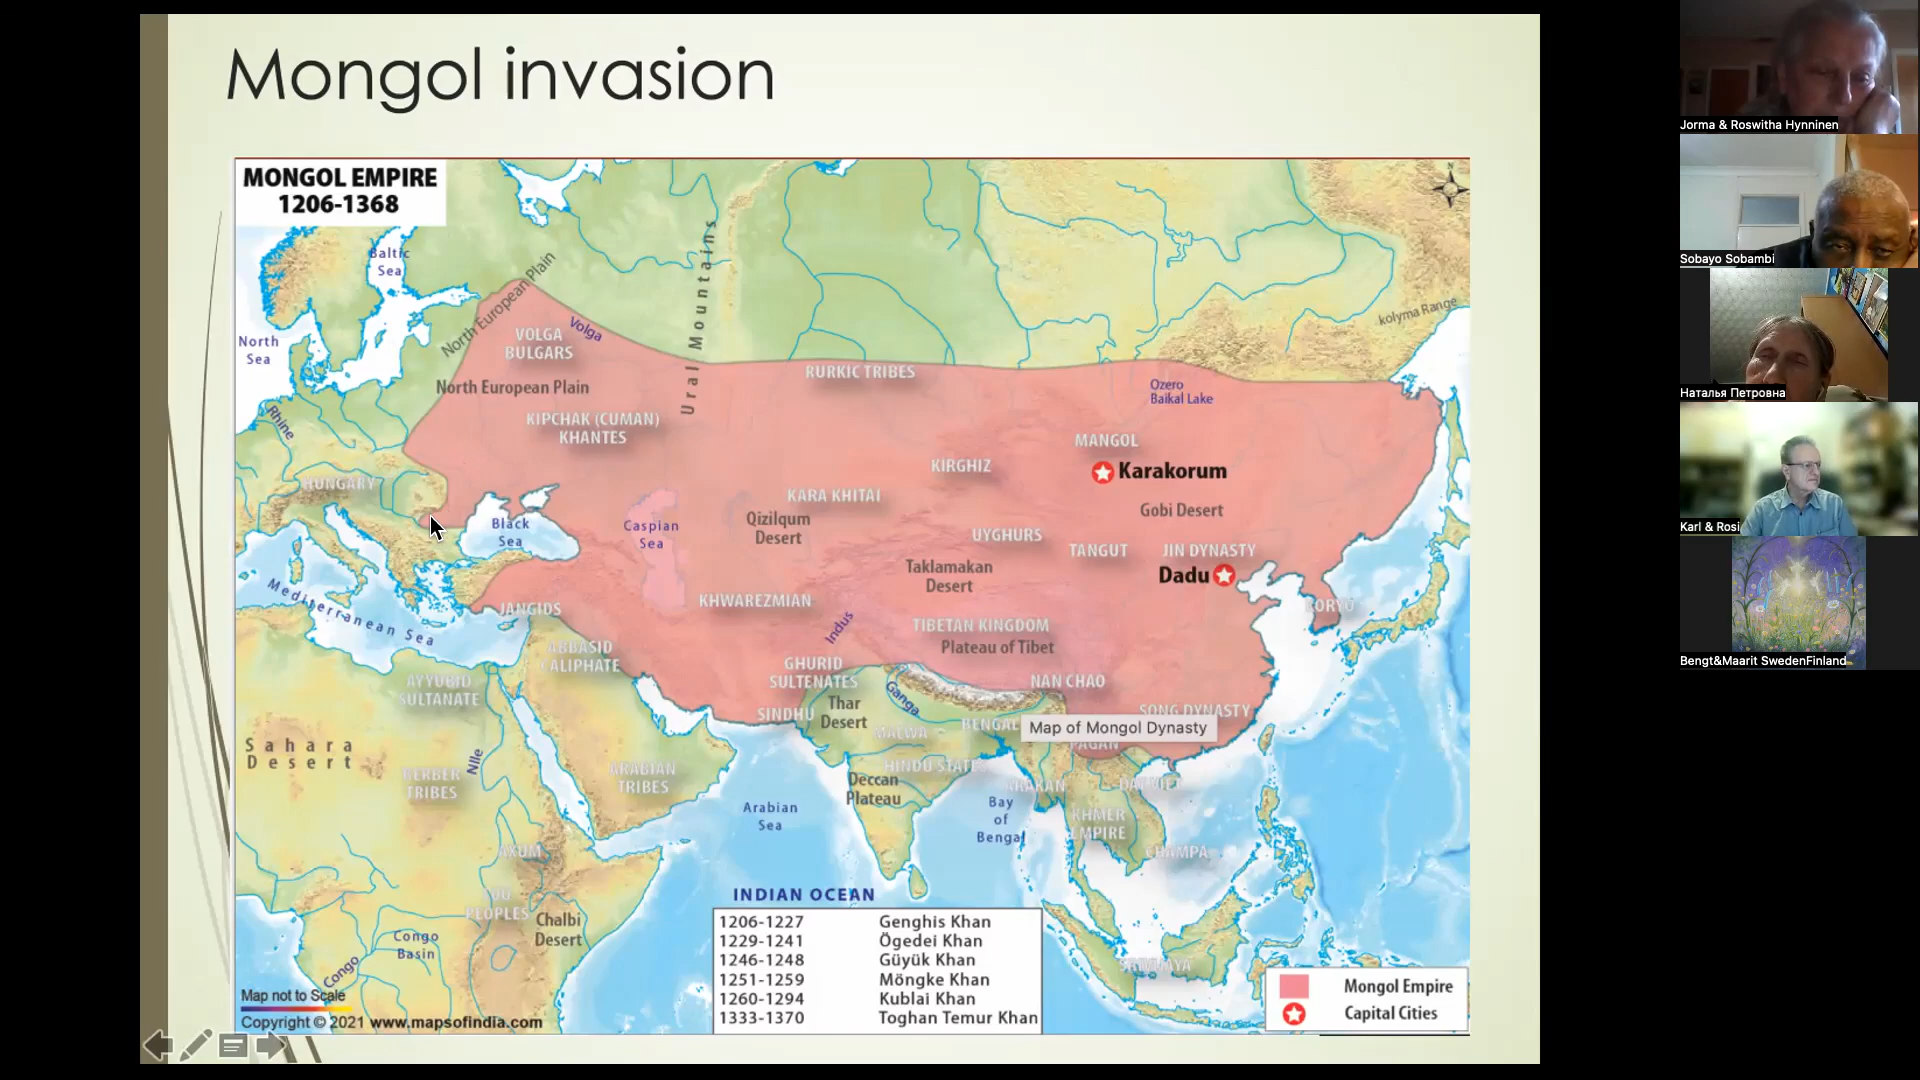 Mongol invasion
MONGOL EMPIRE
1206-1368
Baltic
Sea
North European Plain
Ural Mountains
North
Sea
VOLGA
BULGARS
Volga
kolyma Range
RURKIC TRIBES
Ozero
Baikal Lake
North European Plain
Rhine
KIPCHAK (CUMAN)
KHANTES
MANGOL
Karakorum
KIRGHIZ
HUNGARY
KARA KHITAI
Gobi Desert
Qizilqum
Desert
Black
Sea
Caspian
Sea
UYGHURS
TANGUT
JIN DYNASTY
Dadu
Taklamakan
Desert
Mediterranean Sea
JANGIDS
KHWAREZMIAN
Indus
TIBETAN KINGDOM
Plateau of Tibet
ABBASID
CALIPHATE
GHURID
SULTENATES
NAN CHAO
AYYUBID
SULTANATE
Ganga
SINDHU
Thar
Desert
SONG DYNASTY
BENGAL
Map of Mongol Dynasty
MALWA
PAGAN
Sahara
Desert
Nile
HINDU STATES
BERBER
TRIBES
ARABIAN
TRIBES
Deccan
Plateau
Arabian
Sea
Bay
of
Bengal
KHMER
EMPIRE
CHAMPA
AXUM
PEOPLES
Chalbi
Desert
Congo
Basin
Congo
INDIAN OCEAN
1206-1227 Genghis Khan
1229-1241 Ögedei Khan
1246-1248 Güyük Khan
1251-1259 Möngke Khan
1260-1294 Kublai Khan
1333-1370 Toghan Temur Khan
Mongol Empire
Capital Cities
Map not to Scale
Copyright © 2021 www.mapsofindia.com
N
Jorma & Roswitha Hynninen
Sobayo Sobambi
Наталья Петровна
Karl & Rosi
Bengt&Maarit SwedenFinland